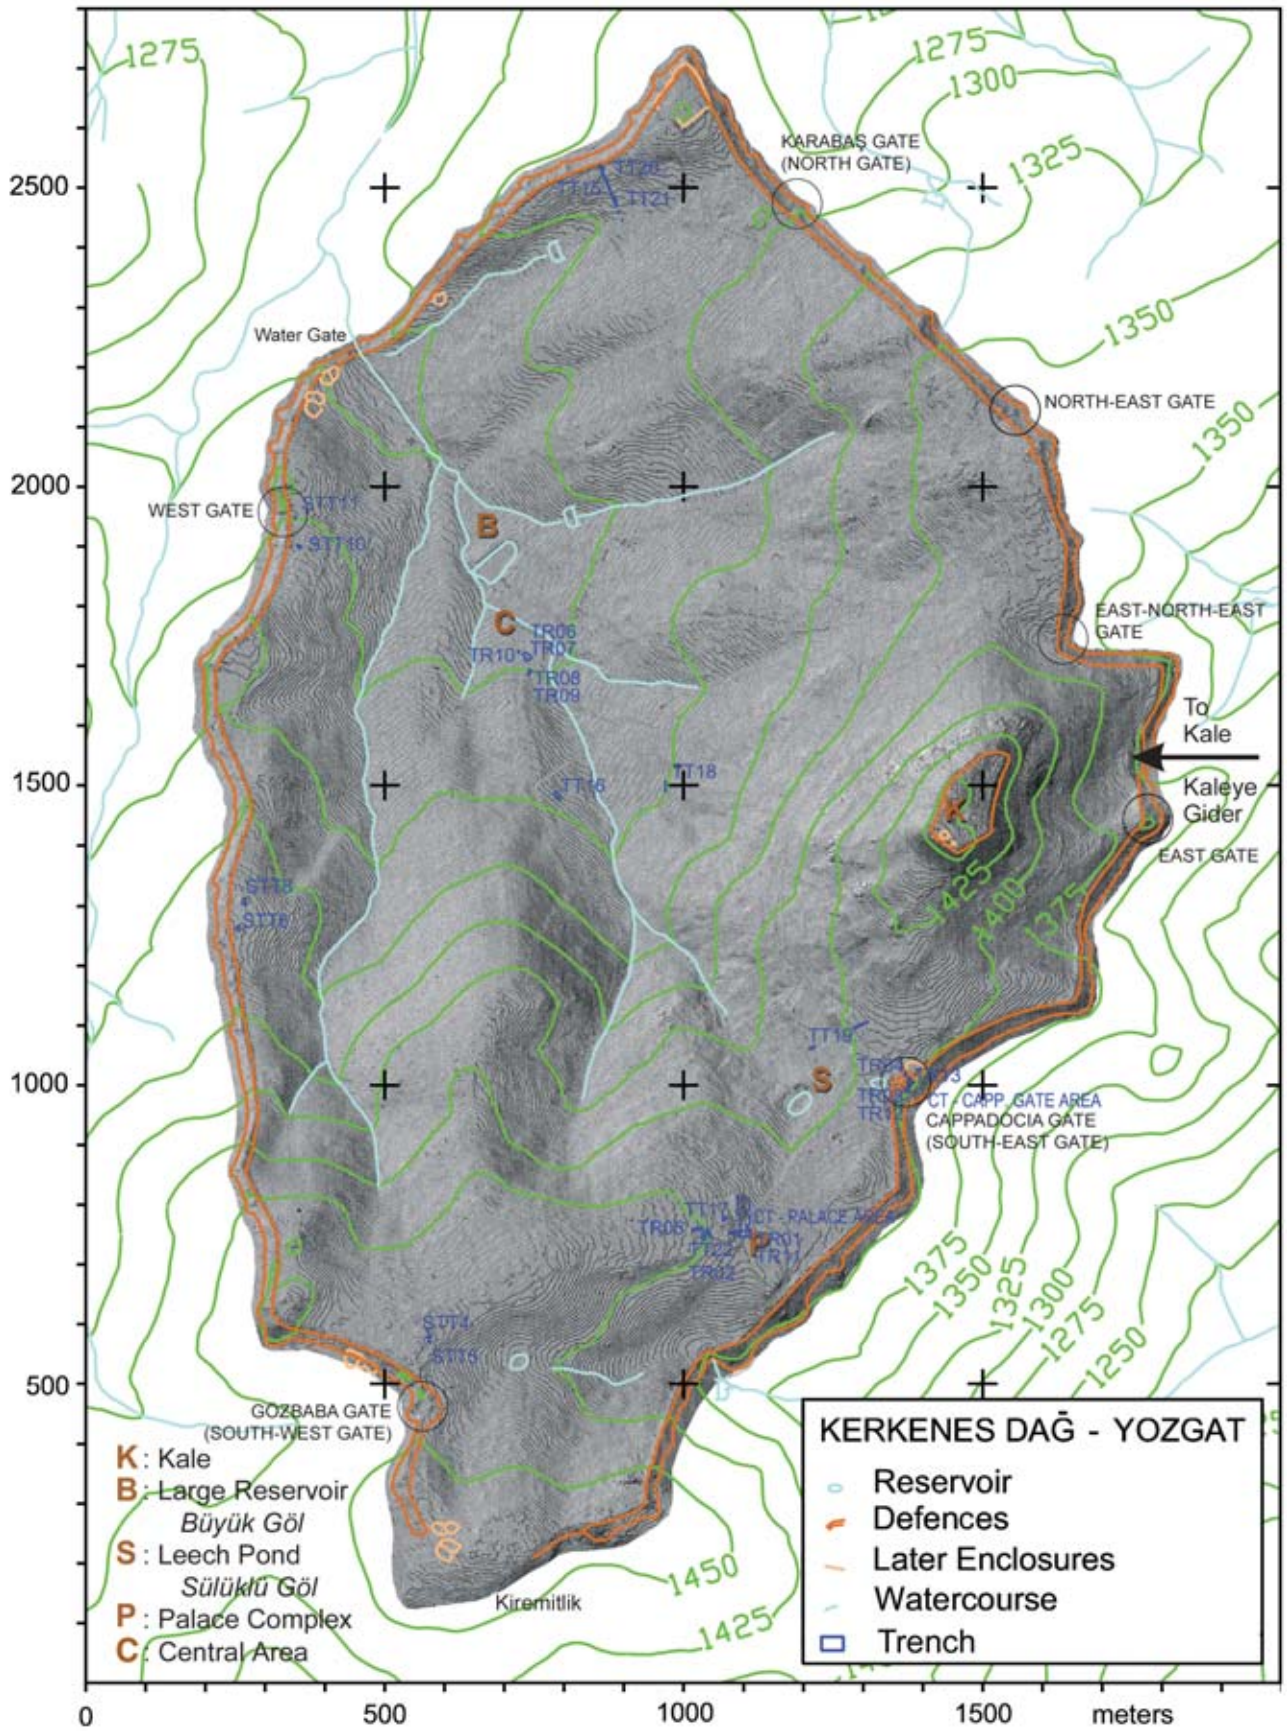 1275
1275
1300
KARABAŞ GATE
(NORTH GATE)
1325
2500
TT20
TT15
TT21
1350
Water Gate
NORTH-EAST GATE
1350
2000
WEST GATE
STT11
STT10
B
EAST-NORTH-EAST
GATE
C
TR06
TR07
TR10
TR08
TR09
To
Kale
1500
TT18
TT16
K
Kaleye
Gider
EAST GATE
1425
1400
1375
STT8
STT6
TT19
1000
S
CT - CAPP. GATE AREA
CAPPADOCIA GATE
(SOUTH-EAST GATE)
TT17
CT - PALACE AREA
TR05
P
TR01
TT22
TR11
TR02
1375
1350
1325
1300
1275
1250
STT4
STT5
500
GOZBABA GATE
(SOUTH-WEST GATE)
K : Kale
B : Large Reservoir
Büyük Göl
S : Leech Pond
Sülüklü Göl
P : Palace Complex
C : Central Area
Kiremitlik
1450
1425
KERKENES DAĞ - YOZGAT
Reservoir
Defences
Later Enclosures
Watercourse
Trench
0
500
1000
1500
meters